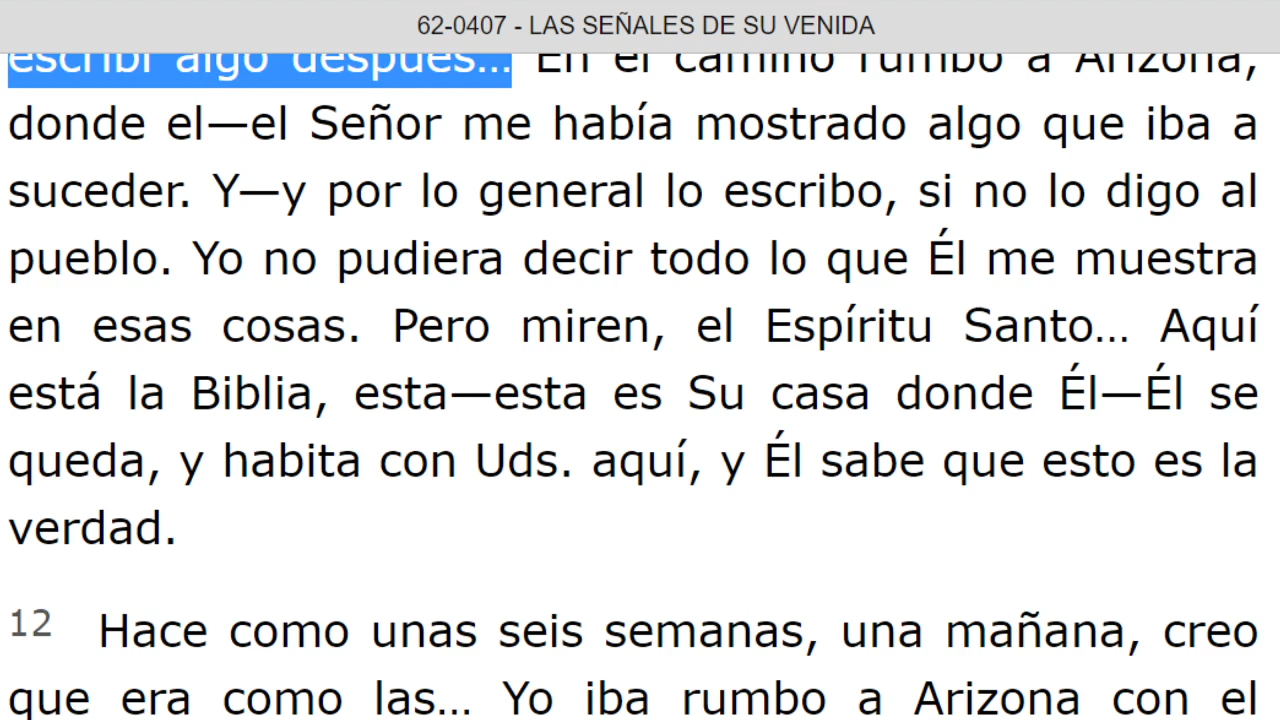 62-0407 - LAS SEÑALES DE SU VENIDA
escribí algo después... En el camino rumbo a Arizona,
donde el—el Señor me había mostrado algo que iba a
suceder. Y—y por lo general lo escribo, si no lo digo al
pueblo. Yo no pudiera decir todo lo que Él me muestra
en esas cosas. Pero miren, el Espíritu Santo... Aquí
está la Biblia, esta—esta es Su casa donde Él—Él se
queda, y habita con Uds. aquí, y Él sabe que esto es la
verdad.
12 Hace como unas seis semanas, una mañana, creo
que era como las... Yo iba rumbo a Arizona con el